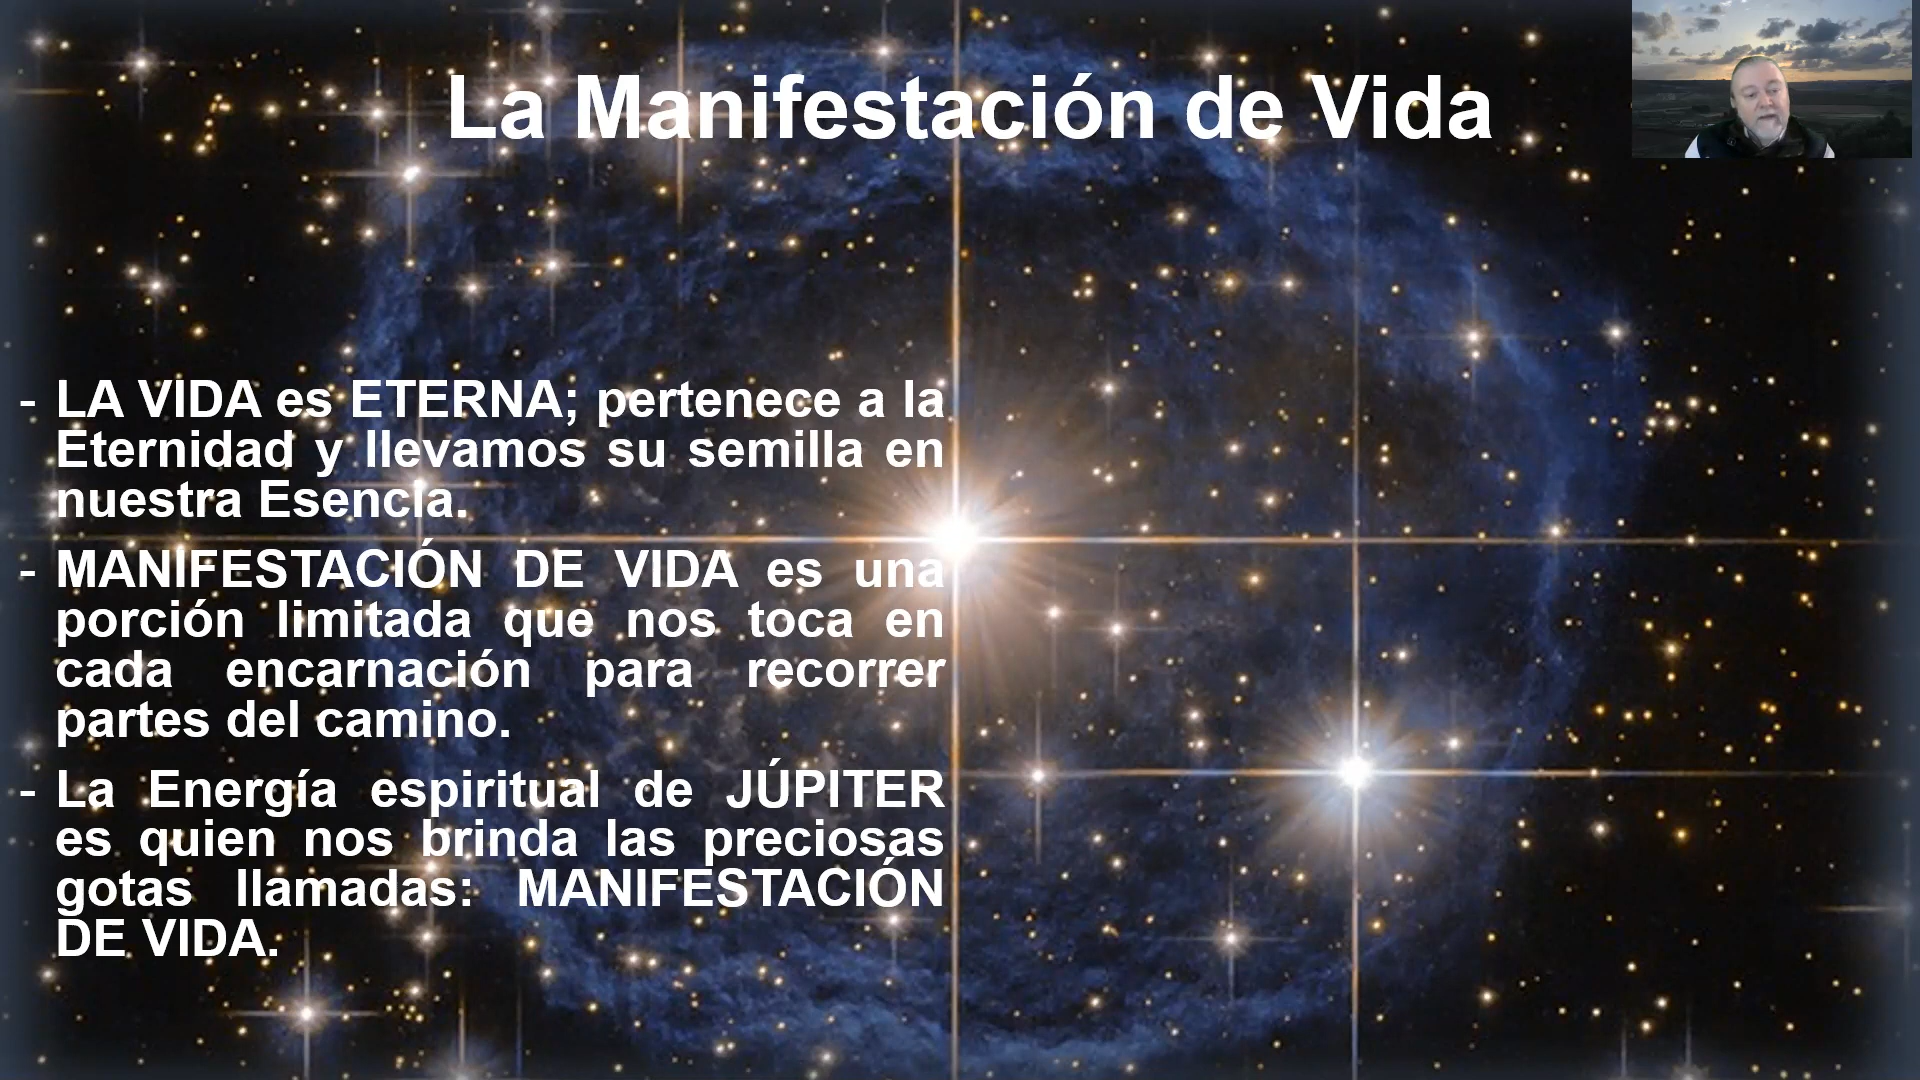 La Manifestación de Vida
- LA VIDA es ETERNA; pertenece a la
Eternidad y llevamos su semilla en
nuestra Esencia.
- MANIFESTACIÓN DE VIDA es una
porción limitada que nos toca en
cada encarnación para recorrer
partes del camino.
- La Energía espiritual de JÚPITER
es quien nos brinda las preciosas
gotas llamadas: MANIFESTACIÓN
DE VIDA.